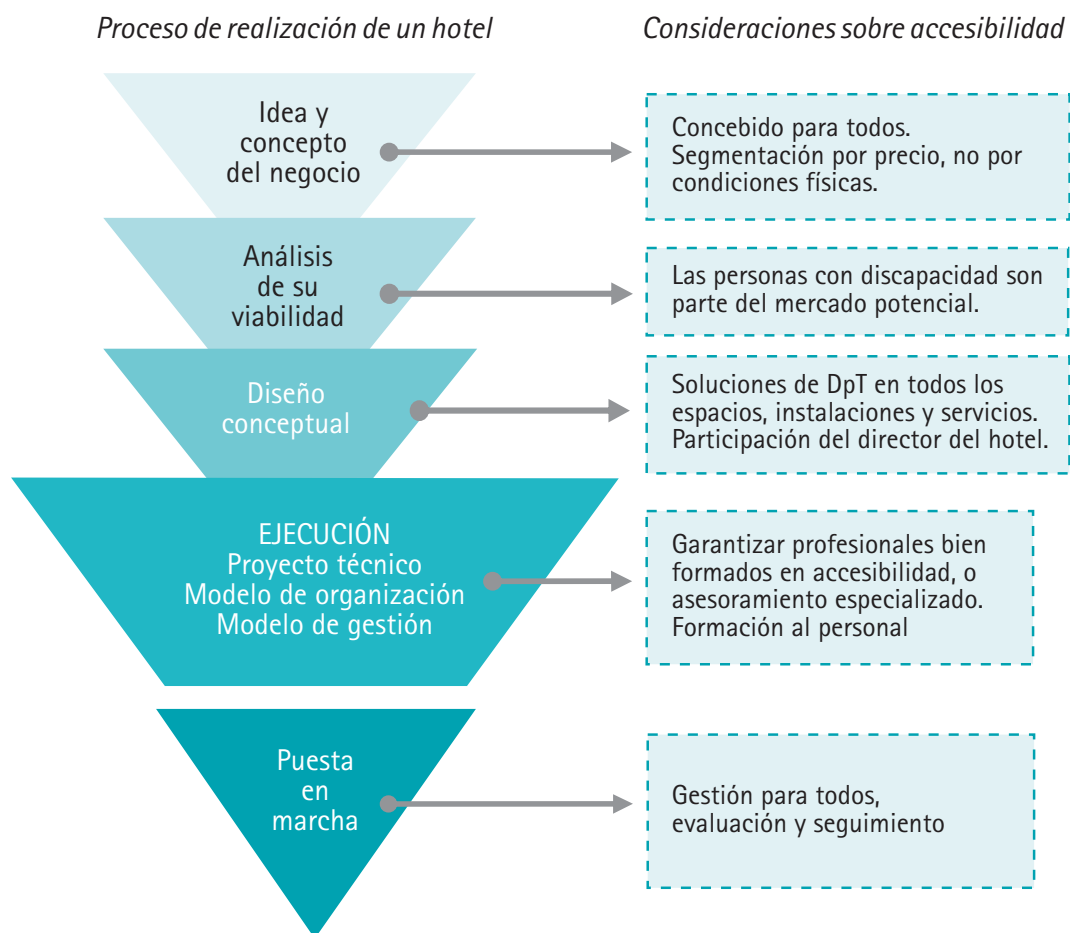 Proceso de realización de un hotel
Consideraciones sobre accesibilidad
Idea y
concepto
del negocio
Concebido para todos.
Segmentación por precio, no por
condiciones físicas.
Análisis
de su
viabilidad
Las personas con discapacidad son
parte del mercado potencial.
Diseño
conceptual
Soluciones de DpT en todos los
espacios, instalaciones y servicios.
Participación del director del hotel.
EJECUCIÓN
Proyecto técnico
Modelo de organización
Modelo de gestión
Garantizar profesionales bien
formados en accesibilidad, o
asesoramiento especializado.
Formación al personal
Puesta
en
marcha
Gestión para todos,
evaluación y seguimiento